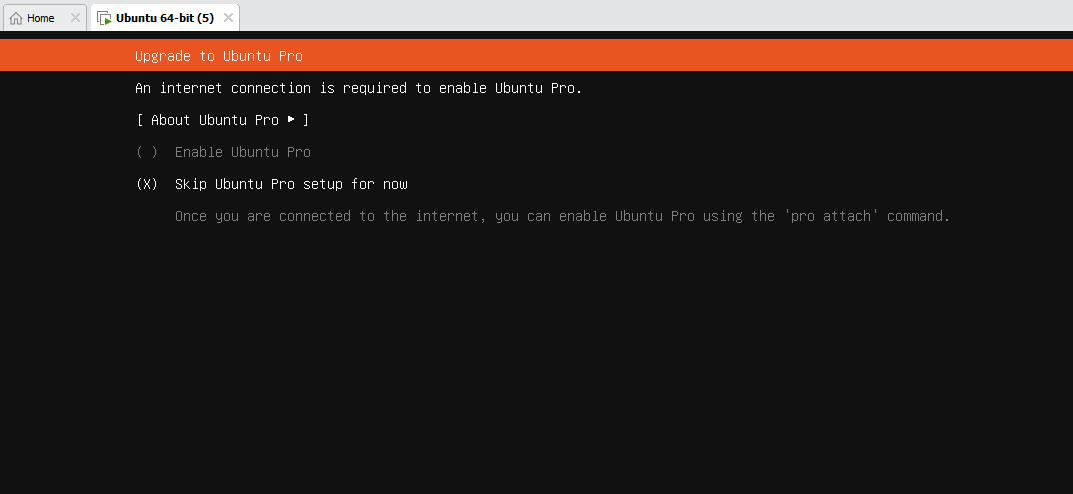 Home
Ubuntu 64-bit (5)
Upgrade to Ubuntu Pro
An internet connection is required to enable Ubuntu Pro.
[ About Ubuntu Pro ► ]
( ) Enable Ubuntu Pro
(X) Skip Ubuntu Pro setup for now
Once you are connected to the internet, you can enable Ubuntu Pro using the 'pro attach' command.